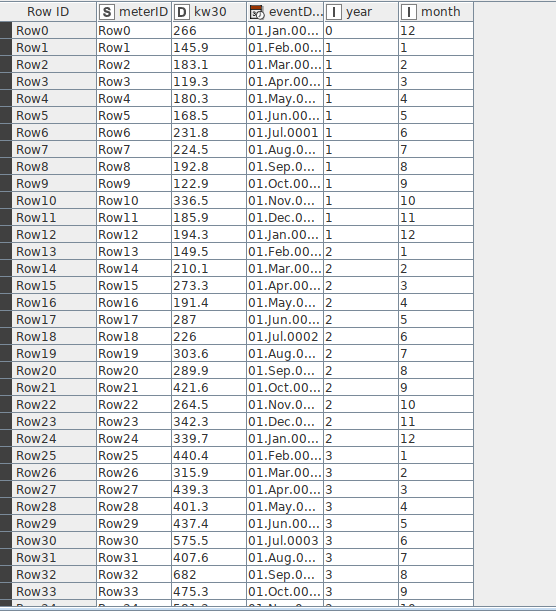 Row ID S meterID D kw30 eventD... I year I month
Row0 Row0 266 01.Jan.00... 0 12
Row1 Row1 145.9 01.Feb.00... 1 1
Row2 Row2 183.1 01.Mar.00... 1 2
Row3 Row3 119.3 01.Apr.00... 1 3
Row4 Row4 180.3 01.May.0... 1 4
Row5 Row5 168.5 01.Jun.00... 1 5
Row6 Row6 231.8 01.Jul.0001 1 6
Row7 Row7 224.5 01.Aug.0... 1 7
Row8 Row8 192.8 01.Sep.0... 1 8
Row9 Row9 122.9 01.Oct.00... 1 9
Row10 Row10 336.5 01.Nov.0... 1 10
Row11 Row11 185.9 01.Dec.0... 1 11
Row12 Row12 194.3 01.Jan.00... 1 12
Row13 Row13 149.5 01.Feb.00... 2 1
Row14 Row14 210.1 01.Mar.00... 2 2
Row15 Row15 273.3 01.Apr.00... 2 3
Row16 Row16 191.4 01.May.0... 2 4
Row17 Row17 287 01.Jun.00... 2 5
Row18 Row18 226 01.Jul.0002 2 6
Row19 Row19 303.6 01.Aug.0... 2 7
Row20 Row20 289.9 01.Sep.0... 2 8
Row21 Row21 421.6 01.Oct.00... 2 9
Row22 Row22 264.5 01.Nov.0... 2 10
Row23 Row23 342.3 01.Dec.0... 2 11
Row24 Row24 339.7 01.Jan.00... 2 12
Row25 Row25 440.4 01.Feb.00... 3 1
Row26 Row26 315.9 01.Mar.00... 3 2
Row27 Row27 439.3 01.Apr.00... 3 3
Row28 Row28 401.3 01.May.0... 3 4
Row29 Row29 437.4 01.Jun.00... 3 5
Row30 Row30 575.5 01.Jul.0003 3 6
Row31 Row31 407.6 01.Aug.0... 3 7
Row32 Row32 682 01.Sep.0... 3 8
Row33 Row33 475.3 01.Oct.00... 3 9